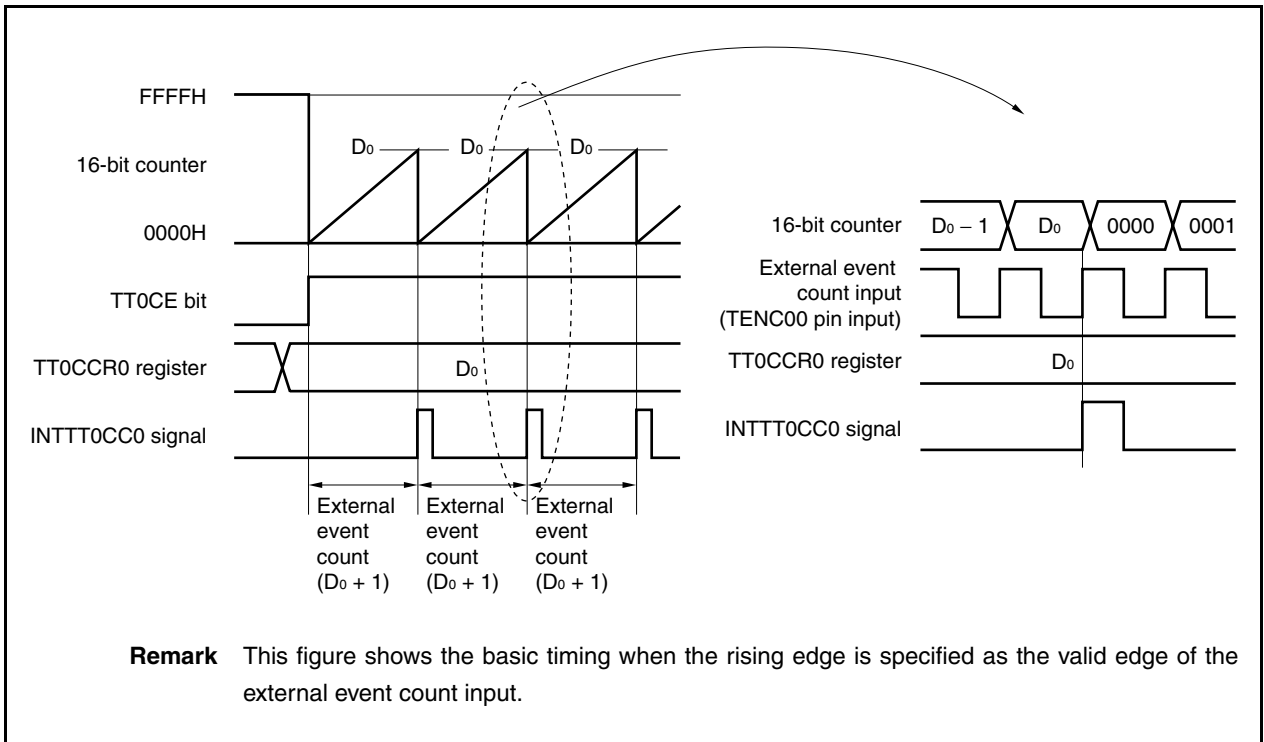 FFFFH
16-bit counter
0000H
D0 D0 D0
TT0CE bit
TT0CCR0 register
D0
INTTT0CC0 signal
External
event
count
(D0 + 1)
External
event
count
(D0 + 1)
External
event
count
(D0 + 1)
16-bit counter
D0 − 1 D0 0000 0001
External event
count input
(TENC00 pin input)
TT0CCR0 register
D0
INTTT0CC0 signal
Remark This figure shows the basic timing when the rising edge is specified as the valid edge of the
external event count input.